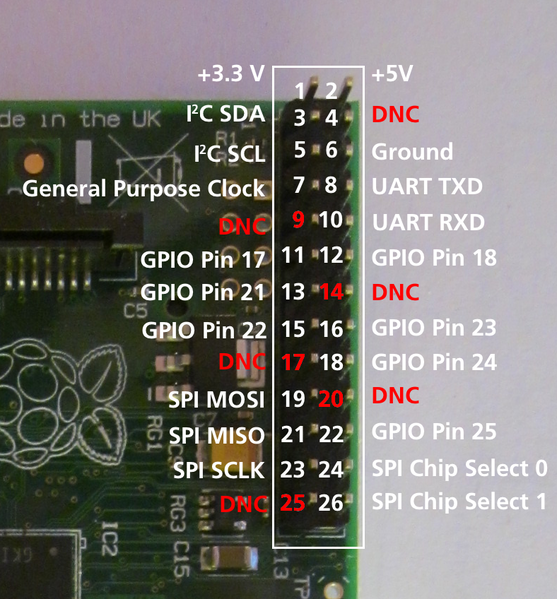 +3.3 V 1 2 +5V
I²C SDA 3 4 DNC
de in the UK
I²C SCL 5 6 Ground
General Purpose Clock 7 8 UART TXD
DNC 9 10 UART RXD
GPIO Pin 17 11 12 GPIO Pin 18
GPIO Pin 21 13 14 DNC
C5
GPIO Pin 22 15 16 GPIO Pin 23
DNC 17 18 GPIO Pin 24
SPI MOSI 19 20 DNC
RG1
SPI MISO 21 22 GPIO Pin 25
SPI SCLK 23 24 SPI Chip Select 0
DNC 25 26 SPI Chip Select 1
RG3
IC2
C15
13
TP